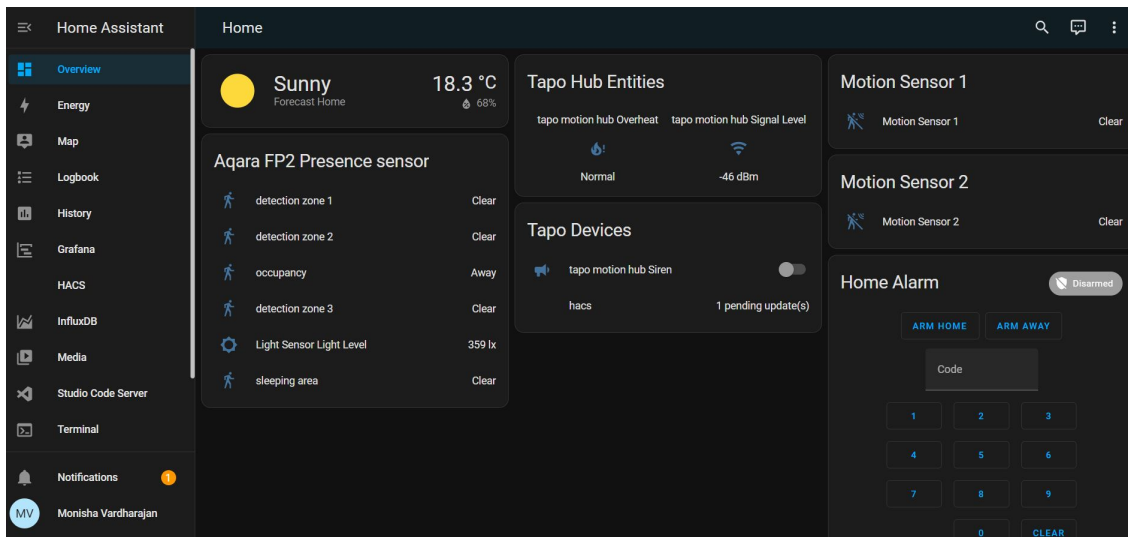 Home Assistant
Home
Overview
Energy
Map
Logbook
History
Grafana
HACS
InfluxDB
Media
Studio Code Server
Terminal
Notifications 1
MV Monisha Vardharajan
Sunny 18.3 °C
Forecast Home 68%
Aqara FP2 Presence sensor
detection zone 1 Clear
detection zone 2 Clear
occupancy Away
detection zone 3 Clear
Light Sensor Light Level 359 lx
sleeping area Clear
Tapo Hub Entities
tapo motion hub Overheat tapo motion hub Signal Level
Normal -46 dBm
Tapo Devices
tapo motion hub Siren
hacs 1 pending update(s)
Motion Sensor 1
Motion Sensor 1 Clear
Motion Sensor 2
Motion Sensor 2 Clear
Home Alarm Disarmed
ARM HOME ARM AWAY
Code
1 2 3
4 5 6
7 8 9
0 CLEAR